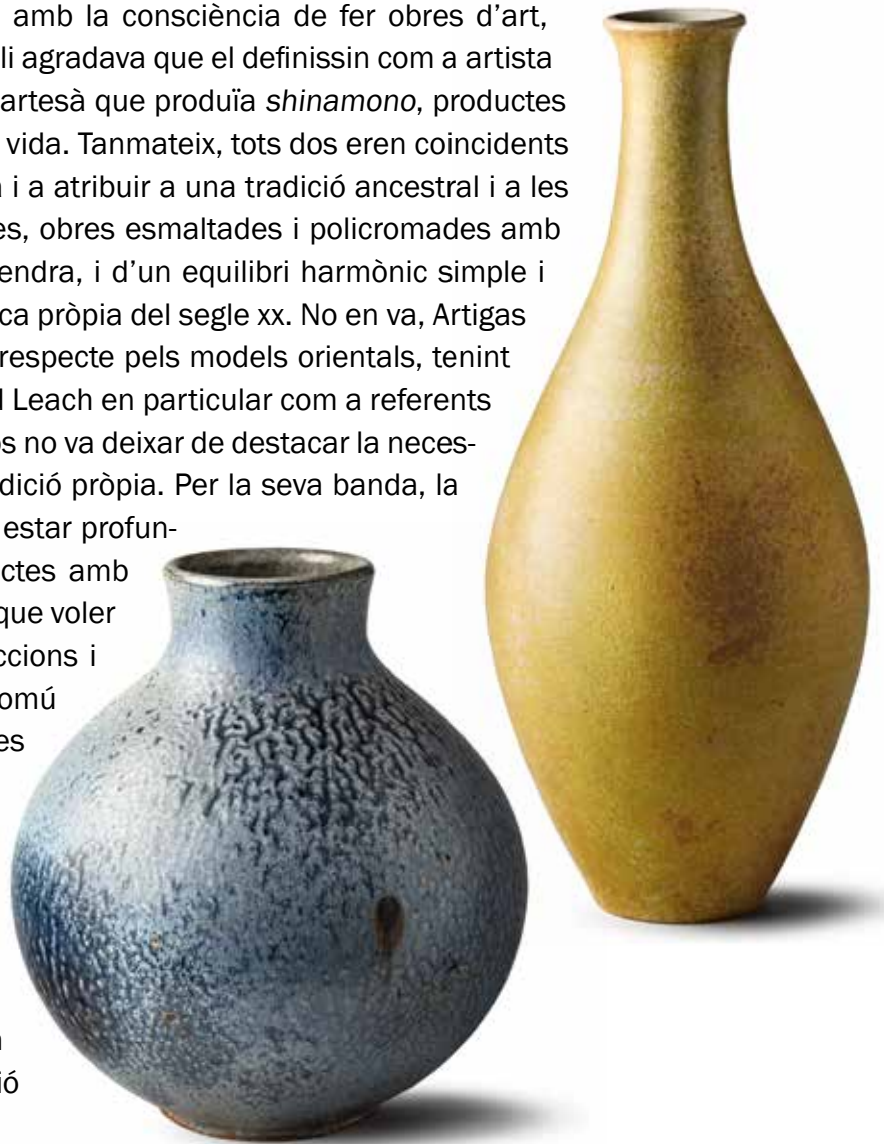 amb la consciència de fer obres d’art,
li agradava que el definissin com a artista
artesà que produïa shinamono, productes
vida. Tanmateix, tots dos eren coincidents
a i a atribuir a una tradició ancestral i a les
es, obres esmaltades i policromades amb
endra, i d’un equilibri harmònic simple i
ca pròpia del segle xx. No en va, Artigas
respecte pels models orientals, tenint
l Leach en particular com a referents
os no va deixar de destacar la neces-
dició pròpia. Per la seva banda, la
estar profun-
ctes amb
que voler
ccions i
omú
es
ió